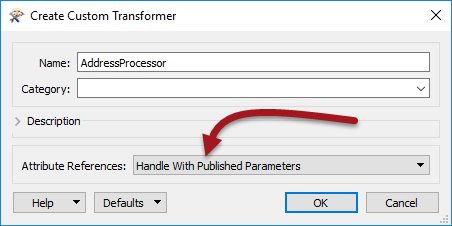 Create Custom Transformer
Name: AddressProcessor
Category:
Description
Attribute References: Handle With Published Parameters
Help Defaults OK Cancel